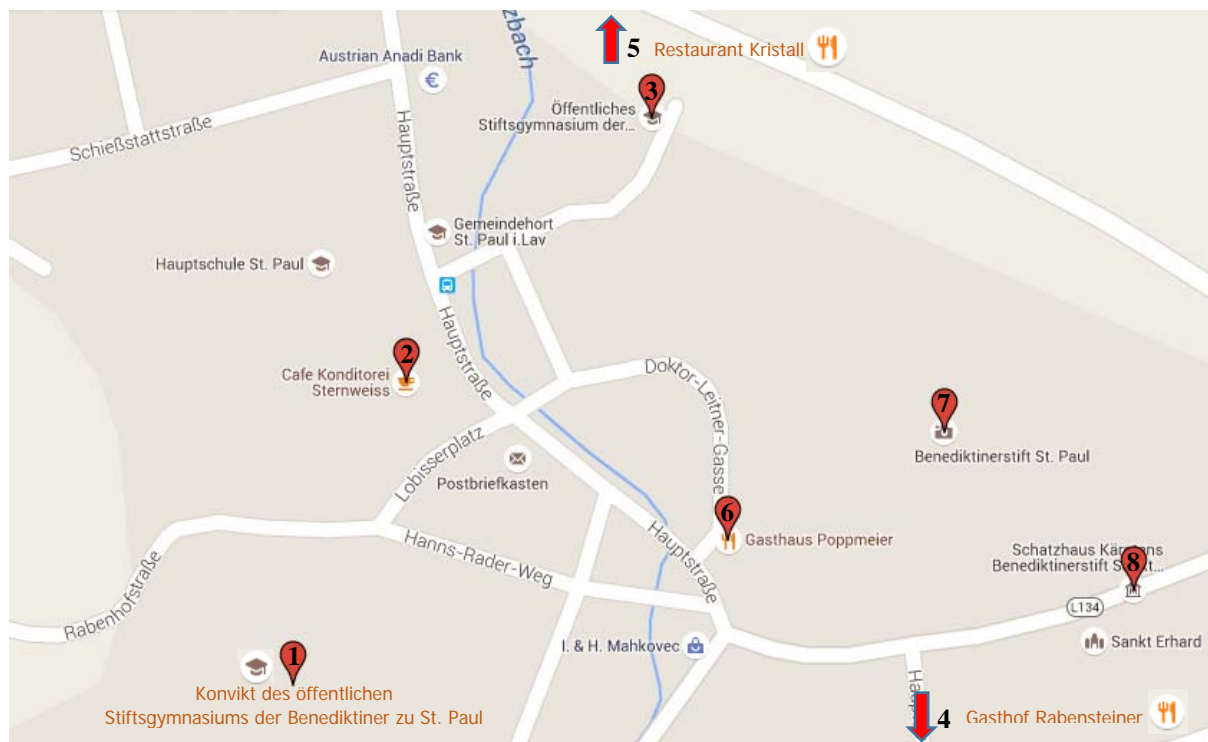 zbach
5 Restaurant Kristall
Austrian Anadi Bank
€
3
Öffentliches
Stiftsgymnasium der...
Schießstattstraße
Hauptstraße
Gemeindehort
St. Paul i.Lav
Hauptschule St. Paul
Hauptstraße
2
Cafe Konditorei
Sternweiss
Doktor-Leitner-Gasse
7
Benediktinerstift St. Paul
Lobisserplatz
Postbriefkasten
6
Gasthaus Poppmeier
Hauptstraße
Hanns-Rader-Weg
Schatzhaus Kärntens
Benediktinerstift
8
L134
Rabenhofstraße
I. & H. Mahkovec
Sankt Erhard
1
Konvikt des öffentlichen
Stiftsgymnasiums der Benediktiner zu St. Paul
4 Gasthof Rabensteiner